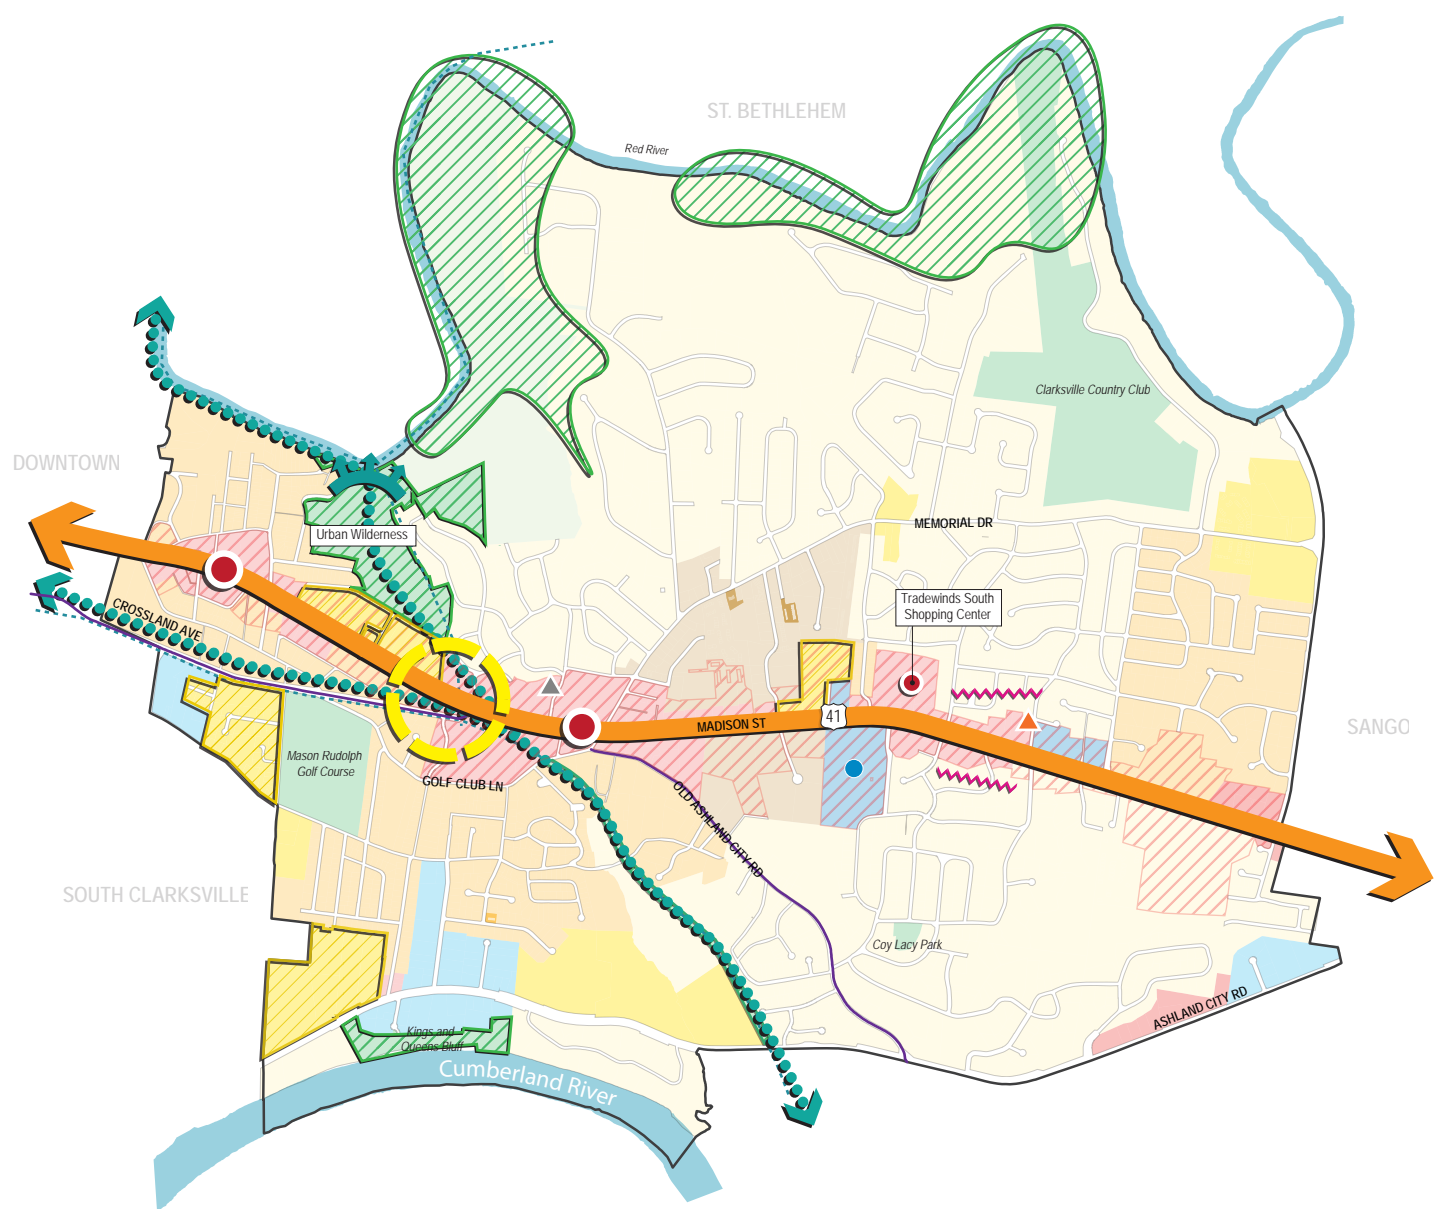 ST. BETHLEHEM
Red River
Clarksville Country Club
DOWNTOWN
MEMORIAL DR
Urban Wilderness
Tradewinds South
Shopping Center
CROSSLAND AVE
41
MADISON ST
SANGO
Mason Rudolph
Golf Course
GOLF CLUB LN
OLD ASHLAND CITY RD
SOUTH CLARKSVILLE
Coy Lacy Park
ASHLAND CITY RD
Kings and
Queens Bluff
Cumberland River